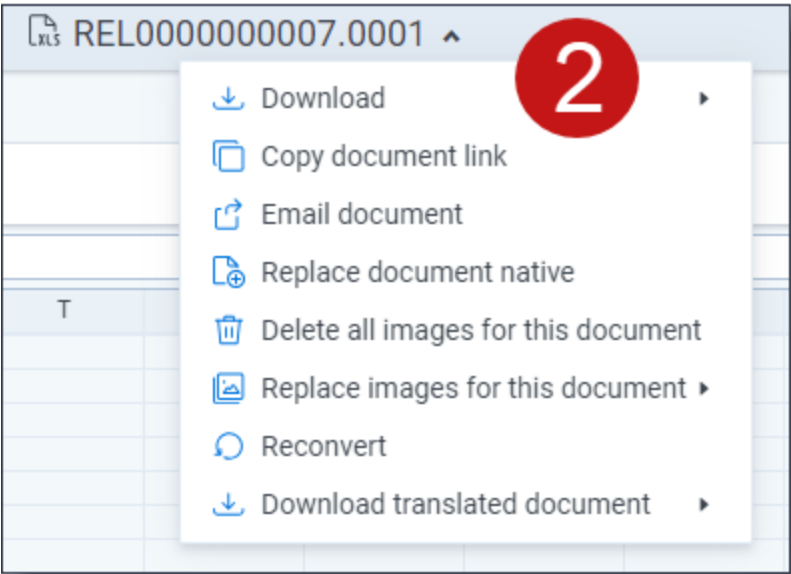 XLS REL0000000007.0001
2
Download
Copy document link
Email document
Replace document native
T
Delete all images for this document
Replace images for this document
Reconvert
Download translated document